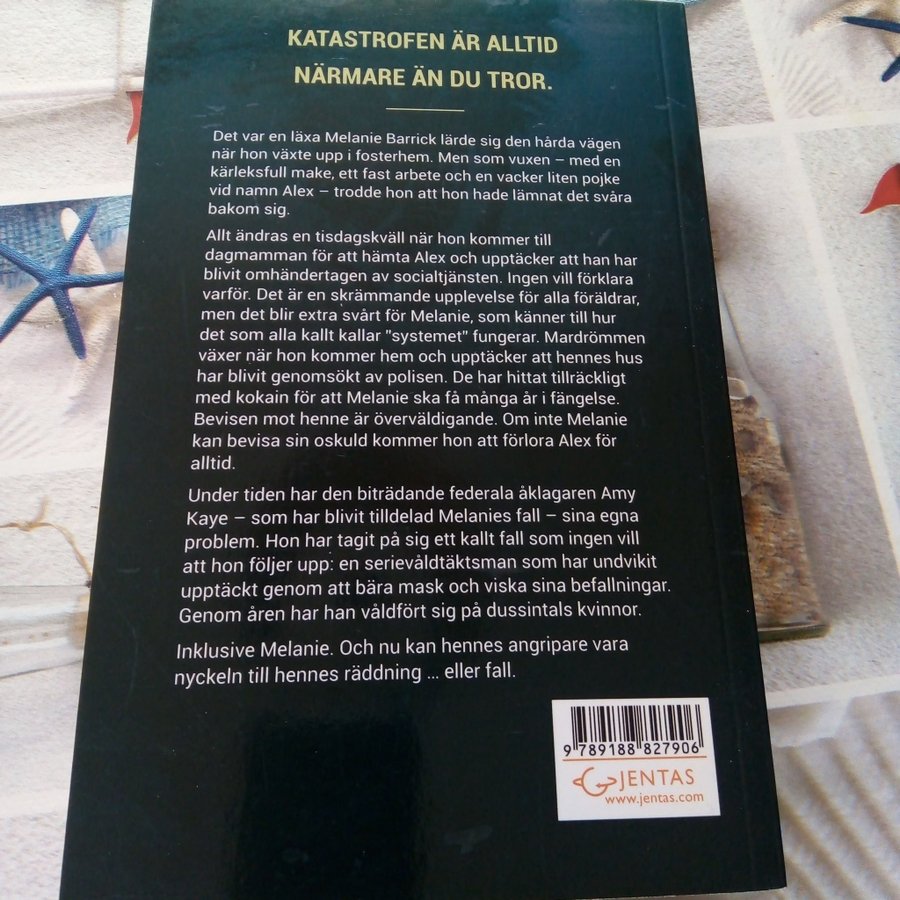 KATASTROFEN ÄR ALLTID
NÄRMARE ÄN DU TROR.
Det var en läxa Melanie Barrick lärde sig den hårda vägen
när hon växte upp i fosterhem. Men som vuxen – med en
kärleksfull make, ett fast arbete och en vacker liten pojke
vid namn Alex – trodde hon att hon hade lämnat det svåra
bakom sig.
Allt ändras en tisdagskväll när hon kommer till
dagmamman för att hämta Alex och upptäcker att han har
blivit omhändertagen av socialtjänsten. Ingen vill förklara
varför. Det är en skrämmande upplevelse för alla föräldrar,
men det blir extra svårt för Melanie, som känner till hur
det som alla kallt kallar "systemet" fungerar. Mardrömmen
växer när hon kommer hem och upptäcker att hennes hus
har blivit genomsökt av polisen. De har hittat tillräckligt
med kokain för att Melanie ska få många år i fängelse.
Bevisen mot henne är överväldigande. Om inte Melanie
kan bevisa sin oskuld kommer hon att förlora Alex för
alltid.
Under tiden har den biträdande federala åklagaren Amy
Kaye – som har blivit tilldelad Melanies fall – sina egna
problem. Hon har tagit på sig ett kallt fall som ingen vill
att hon följer upp: en serievåldtäktsman som har undvikit
upptäckt genom att bära mask och viska sina befallningar.
Genom åren har han våldfört sig på dussintals kvinnor.
Inklusive Melanie. Och nu kan hennes angripare vara
nyckeln till hennes räddning ... eller fall.
9 789188 827906
JENTAS
www.jentas.com